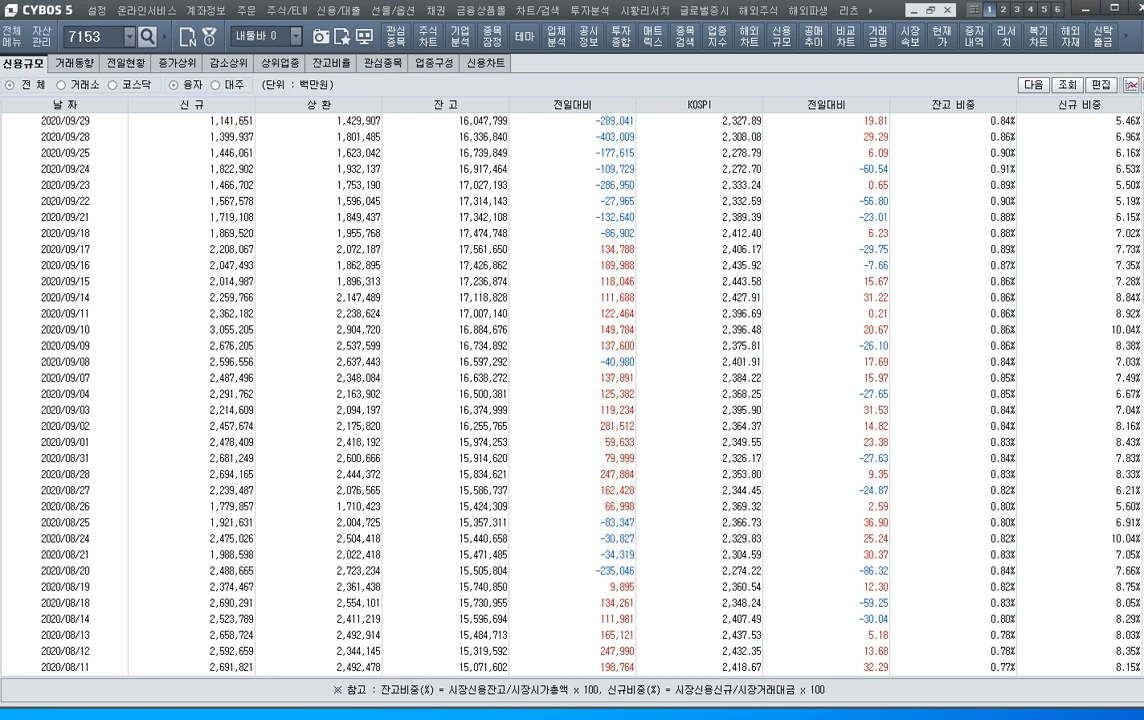 CYBOS 5 설정 온라인서비스 계좌정보 주문 주식/ELW 신용/대출 선물/옵션 채권 금융상품몰 차트/검색 투자분석 시황리서치 글로벌증시 해외주식 해외파생 리츠 1 2 3 4 5 6
전체메뉴 자산관리 7153 내툴바 0 관심종목 주식차트 기업분석 종목잠정 테마 입체분석 공시정보 투자종합 매트릭스 종목검색 업종지수 해외차트 신용규모 공매추이 비교차트 거래급등 시장속보 현재가 증자내역 리서치 복기차트 해외자재 신탁출금
신용규모 거래동향 일별현황 증가상위 감소상위 상위업종 잔고비율 관심종목 업종구성 신용차트
전 체 거래소 코스닥 융자 대주 (단위 : 백만원) 다음 조회 편집
날 자 신 규 상 환 잔 고 전일대비 KOSPI 전일대비 잔고 비중 신규 비중
2020/09/29 1,141,651 1,429,907 16,047,799 -289,041 2,327.89 19.81 0.84% 5.46%
2020/09/28 1,399,937 1,801,485 16,336,840 -403,009 2,308.08 29.29 0.86% 6.96%
2020/09/25 1,446,061 1,623,042 16,739,849 -177,615 2,278.79 6.09 0.90% 6.16%
2020/09/24 1,822,902 1,932,137 16,917,464 -109,729 2,272.70 -60.54 0.91% 6.53%
2020/09/23 1,466,702 1,753,190 17,027,193 -286,950 2,333.24 0.65 0.89% 5.50%
2020/09/22 1,567,578 1,596,045 17,314,143 -27,965 2,332.59 -56.80 0.90% 5.19%
2020/09/21 1,719,108 1,849,437 17,342,108 -132,640 2,389.39 -23.01 0.88% 6.15%
2020/09/18 1,869,520 1,955,768 17,474,748 -86,902 2,412.40 6.23 0.88% 7.02%
2020/09/17 2,208,067 2,072,187 17,561,650 134,788 2,406.17 -29.75 0.89% 7.73%
2020/09/16 2,047,493 1,862,895 17,426,862 189,988 2,435.92 -7.66 0.87% 7.35%
2020/09/15 2,014,987 1,896,313 17,236,874 118,046 2,443.58 15.67 0.86% 7.28%
2020/09/14 2,259,766 2,147,489 17,118,828 111,688 2,427.91 31.22 0.86% 8.84%
2020/09/11 2,362,182 2,238,624 17,007,140 122,464 2,396.69 0.21 0.86% 8.92%
2020/09/10 3,055,205 2,904,720 16,884,676 149,784 2,396.48 20.67 0.86% 10.04%
2020/09/09 2,676,205 2,537,599 16,734,892 137,600 2,375.81 -26.10 0.86% 8.38%
2020/09/08 2,596,556 2,637,443 16,597,292 -40,980 2,401.91 17.69 0.84% 7.03%
2020/09/07 2,487,496 2,348,084 16,638,272 137,891 2,384.22 15.97 0.85% 7.49%
2020/09/04 2,291,762 2,163,902 16,500,381 125,382 2,368.25 -27.65 0.85% 6.67%
2020/09/03 2,214,609 2,094,197 16,374,999 119,234 2,395.90 31.53 0.84% 7.04%
2020/09/02 2,457,674 2,175,820 16,255,765 281,512 2,364.37 14.82 0.84% 8.16%
2020/09/01 2,478,409 2,418,192 15,974,253 59,633 2,349.55 23.38 0.83% 8.43%
2020/08/31 2,681,249 2,600,666 15,914,620 79,999 2,326.17 -27.63 0.84% 7.83%
2020/08/28 2,694,165 2,444,372 15,834,621 247,884 2,353.80 9.35 0.83% 8.33%
2020/08/27 2,239,487 2,076,565 15,586,737 162,428 2,344.45 -24.87 0.82% 6.21%
2020/08/26 1,779,857 1,710,423 15,424,309 66,998 2,369.32 2.59 0.80% 5.60%
2020/08/25 1,921,631 2,004,725 15,357,311 -83,347 2,366.73 36.90 0.80% 6.91%
2020/08/24 2,475,026 2,504,418 15,440,658 -30,827 2,329.83 25.24 0.82% 10.04%
2020/08/21 1,988,598 2,022,418 15,471,485 -34,319 2,304.59 30.37 0.83% 7.05%
2020/08/20 2,488,665 2,723,234 15,505,804 -235,046 2,274.22 -86.32 0.84% 7.66%
2020/08/19 2,374,467 2,361,438 15,740,850 9,895 2,360.54 12.30 0.82% 8.75%
2020/08/18 2,690,291 2,554,101 15,730,955 134,261 2,348.24 -59.25 0.83% 8.05%
2020/08/14 2,523,789 2,411,219 15,596,694 111,981 2,407.49 -30.04 0.80% 8.29%
2020/08/13 2,658,724 2,492,914 15,484,713 165,121 2,437.53 5.18 0.78% 8.03%
2020/08/12 2,592,659 2,344,145 15,319,592 247,990 2,432.35 13.68 0.78% 8.35%
2020/08/11 2,691,821 2,492,478 15,071,602 198,764 2,418.67 32.29 0.77% 8.15%
※ 참고 : 잔고비중(%) = 시장신용잔고/시장시가총액 x 100, 신규비중(%) = 시장신용신규/시장거래대금 x 100